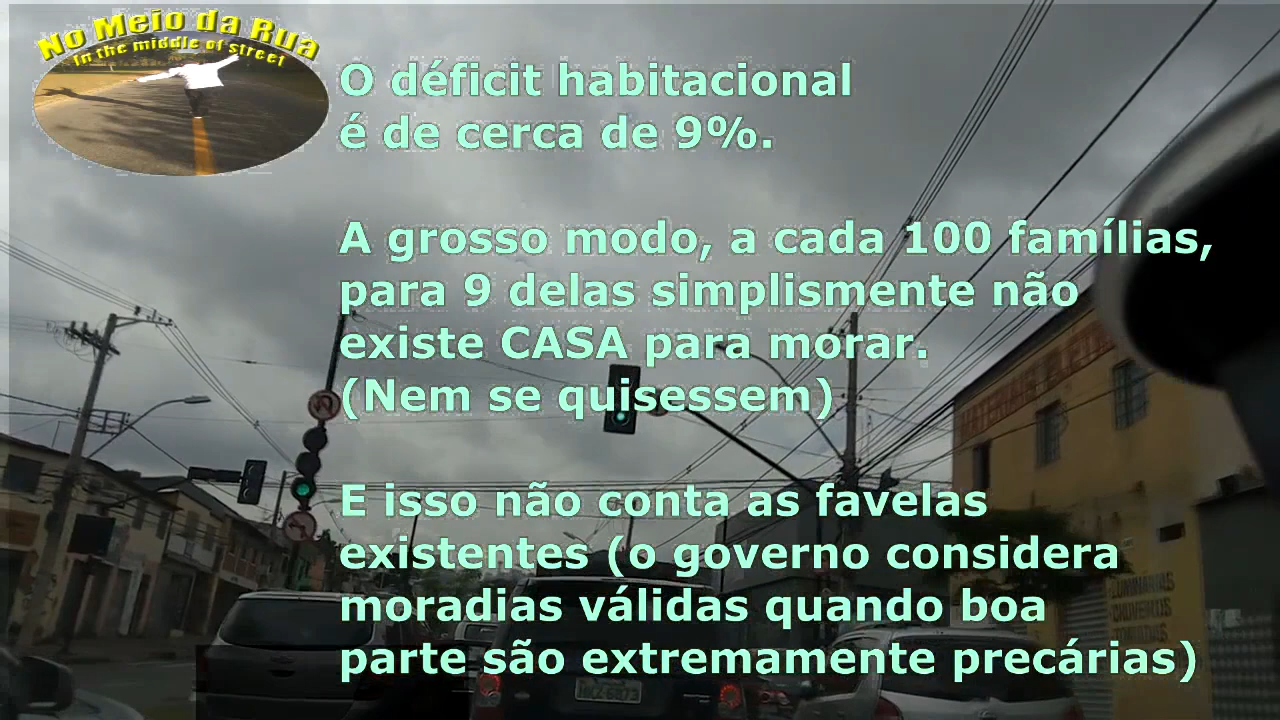 No Meio da Rua
In the middle of street
O déficit habitacional
é de cerca de 9%.
A grosso modo, a cada 100 famílias,
para 9 delas simplismente não
existe CASA para morar.
(Nem se quisessem)
E isso não conta as favelas
existentes (o governo considera
moradias válidas quando boa
parte são extremamente precárias)
MATERIAIS